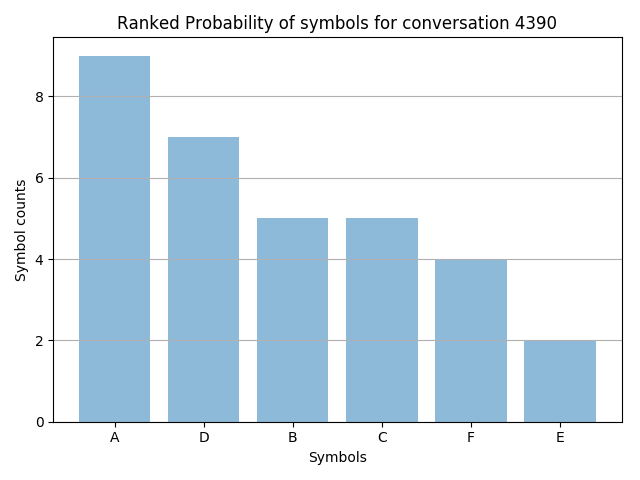 Ranked Probability of symbols for conversation 4390
8
6
4
2
0
Symbol counts
A D B C F E
Symbols